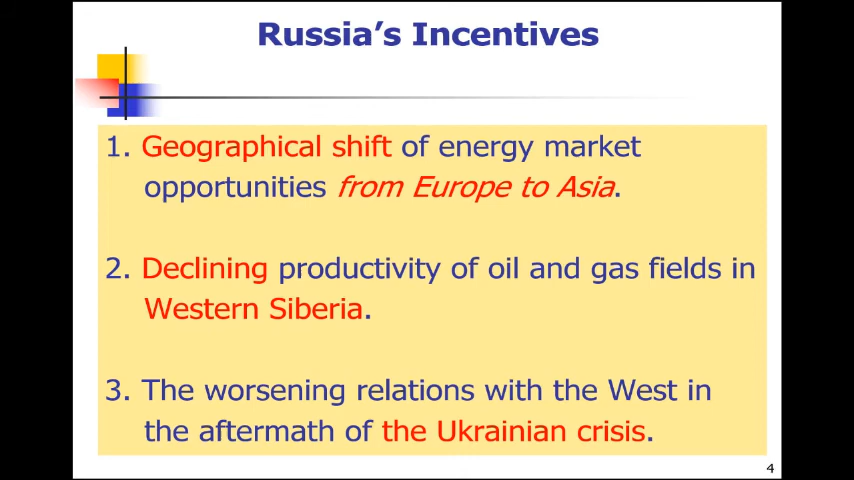 Russia’s Incentives
1. Geographical shift of energy market
opportunities from Europe to Asia.
2. Declining productivity of oil and gas fields in
Western Siberia.
3. The worsening relations with the West in
the aftermath of the Ukrainian crisis.
4